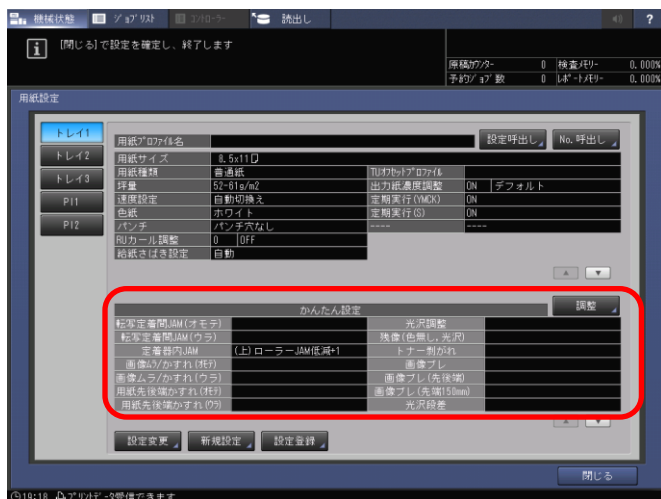 機械状態 ジョブリスト コントローラー 読出し ?
[閉じる]で設定を確定し、終了します
原稿カウンター 0 検査メモリー 0.000%
予約ジョブ数 0 レポートメモリー 0.000%
用紙設定
トレイ1
トレイ2
トレイ3
PI1
PI2
用紙プロファイル名 設定呼出し No.呼出し
用紙サイズ 8.5x11
用紙種類 普通紙 TUオフセットプロファイル
坪量 52-61g/m2 出力紙濃度調整 ON デフォルト
速度設定 自動切換え 定期実行(YMCK) ON
色紙 ホワイト 定期実行(S) ON
パンチ パンチ穴なし ---- ----
RUカール調整 0 OFF
給紙さばき設定 自動
かんたん設定 調整
転写定着間JAM(オモテ) 光沢調整
転写定着間JAM(ウラ) 残像(色無し,光沢)
定着器内JAM (上)ローラーJAM低減+1 トナー剥がれ
画像ムラ/かすれ(オモテ) 画像ブレ
画像ムラ/かすれ(ウラ) 画像ブレ(先後端)
用紙先後端かすれ(オモテ) 画像ブレ(先端150mm)
用紙先後端かすれ(ウラ) 光沢段差
設定変更 新規設定 設定登録
閉じる
19:18 プリントデータ受信できます